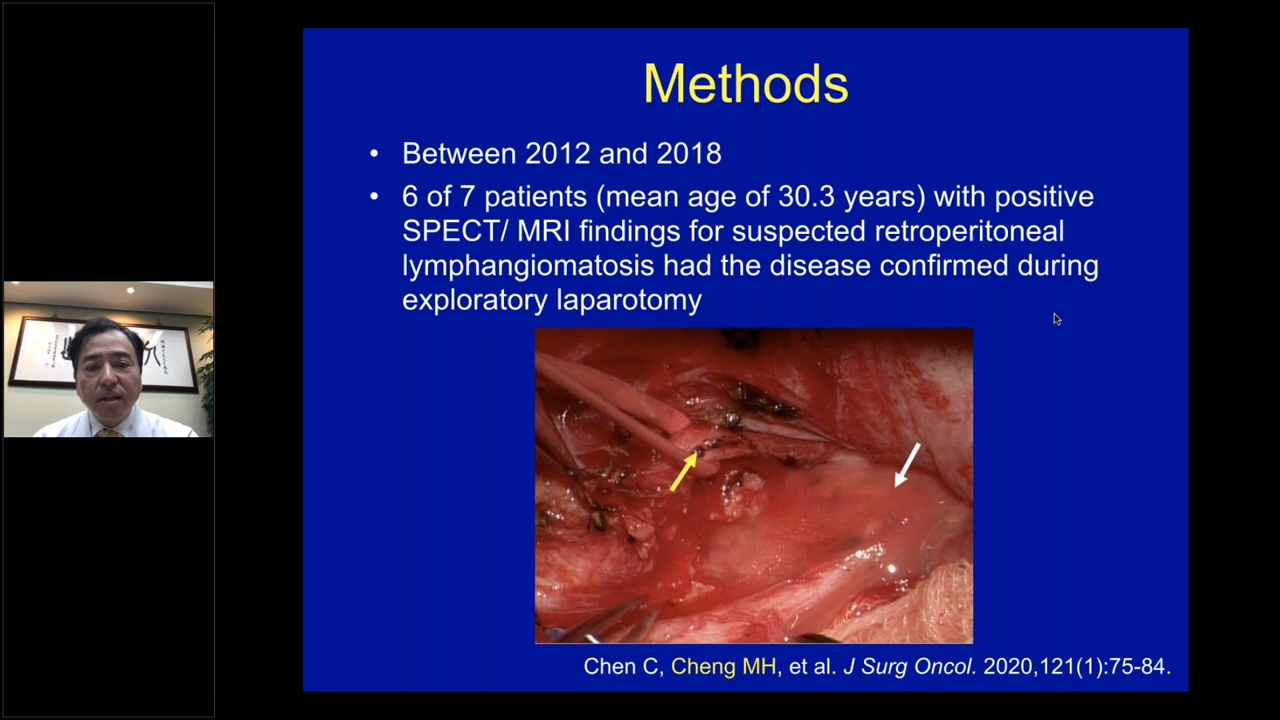 Methods
• Between 2012 and 2018
• 6 of 7 patients (mean age of 30.3 years) with positive
SPECT/ MRI findings for suspected retroperitoneal
lymphangiomatosis had the disease confirmed during
exploratory laparotomy
Chen C, Cheng MH, et al. J Surg Oncol. 2020,121(1):75-84.